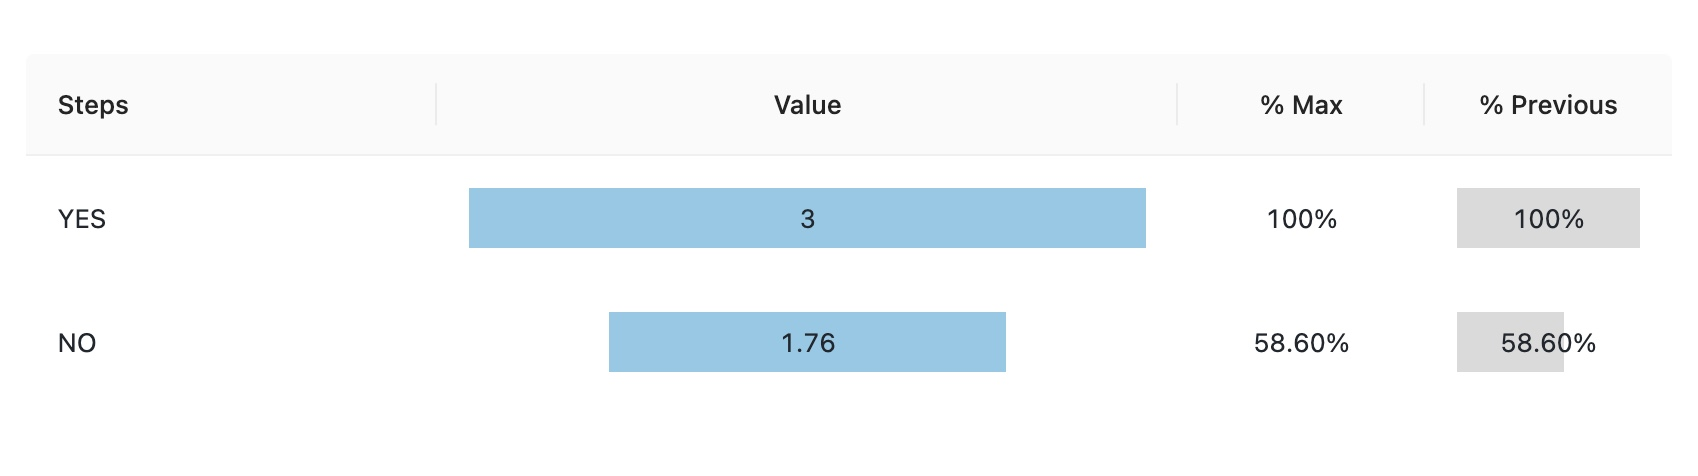 Steps Value % Max % Previous
YES 3 100% 100%
NO 1.76 58.60% 58.60%